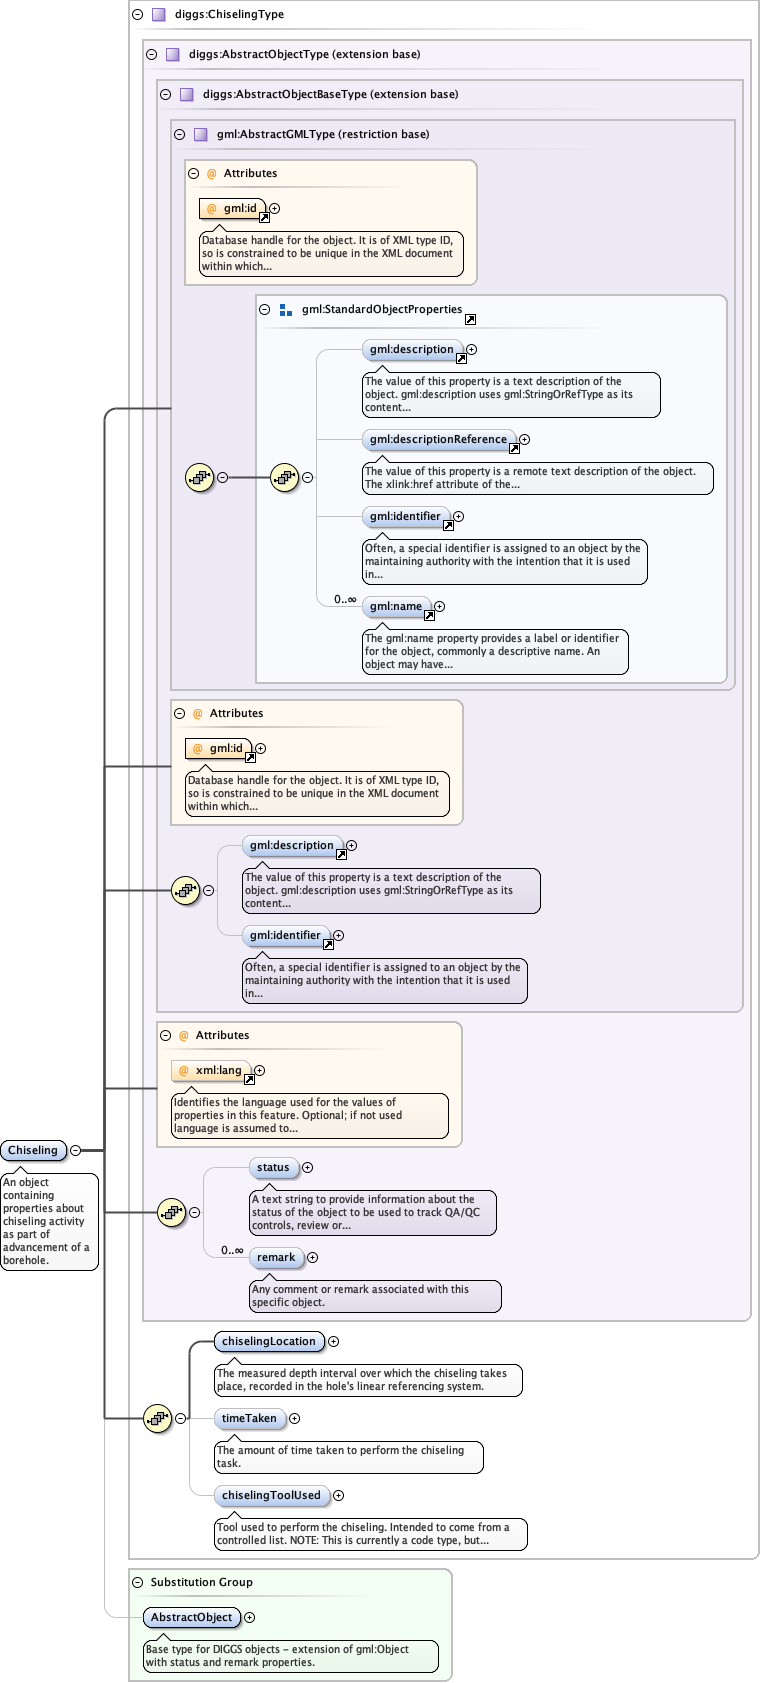 diggs:ChiselingType
diggs:AbstractObjectType (extension base)
diggs:AbstractObjectBaseType (extension base)
gml:AbstractGMLType (restriction base)
@ Attributes
@ gml:id
Database handle for the object. It is of XML type ID,
so is constrained to be unique in the XML document
within which...
gml:StandardObjectProperties
gml:description
The value of this property is a text description of the
object. gml:description uses gml:StringOrRefType as its
content...
gml:descriptionReference
The value of this property is a remote text description of the object.
The xlink:href attribute of the...
gml:identifier
Often, a special identifier is assigned to an object by the
maintaining authority with the intention that it is used
in...
0..∞
gml:name
The gml:name property provides a label or identifier
for the object, commonly a descriptive name. An
object may have...
@ Attributes
@ gml:id
Database handle for the object. It is of XML type ID,
so is constrained to be unique in the XML document
within which...
gml:description
The value of this property is a text description of the
object. gml:description uses gml:StringOrRefType as its
content...
gml:identifier
Often, a special identifier is assigned to an object by the
maintaining authority with the intention that it is used
in...
@ Attributes
@ xml:lang
Identifies the language used for the values of
properties in this feature. Optional; if not used
language is assumed to...
Chiseling
An object
containing
properties about
chiseling activity
as part of
advancement of a
borehole.
status
A text string to provide information about the
status of the object to be used to track QA/QC
controls, review or...
0..∞
remark
Any comment or remark associated with this
specific object.
chiselingLocation
The measured depth interval over which the chiseling takes
place, recorded in the hole's linear referencing system.
timeTaken
The amount of time taken to perform the chiseling
task.
chiselingToolUsed
Tool used to perform the chiseling. Intended to come from a
controlled list. NOTE: This is currently a code type, but...
Substitution Group
AbstractObject
Base type for DIGGS objects - extension of gml:Object
with status and remark properties.